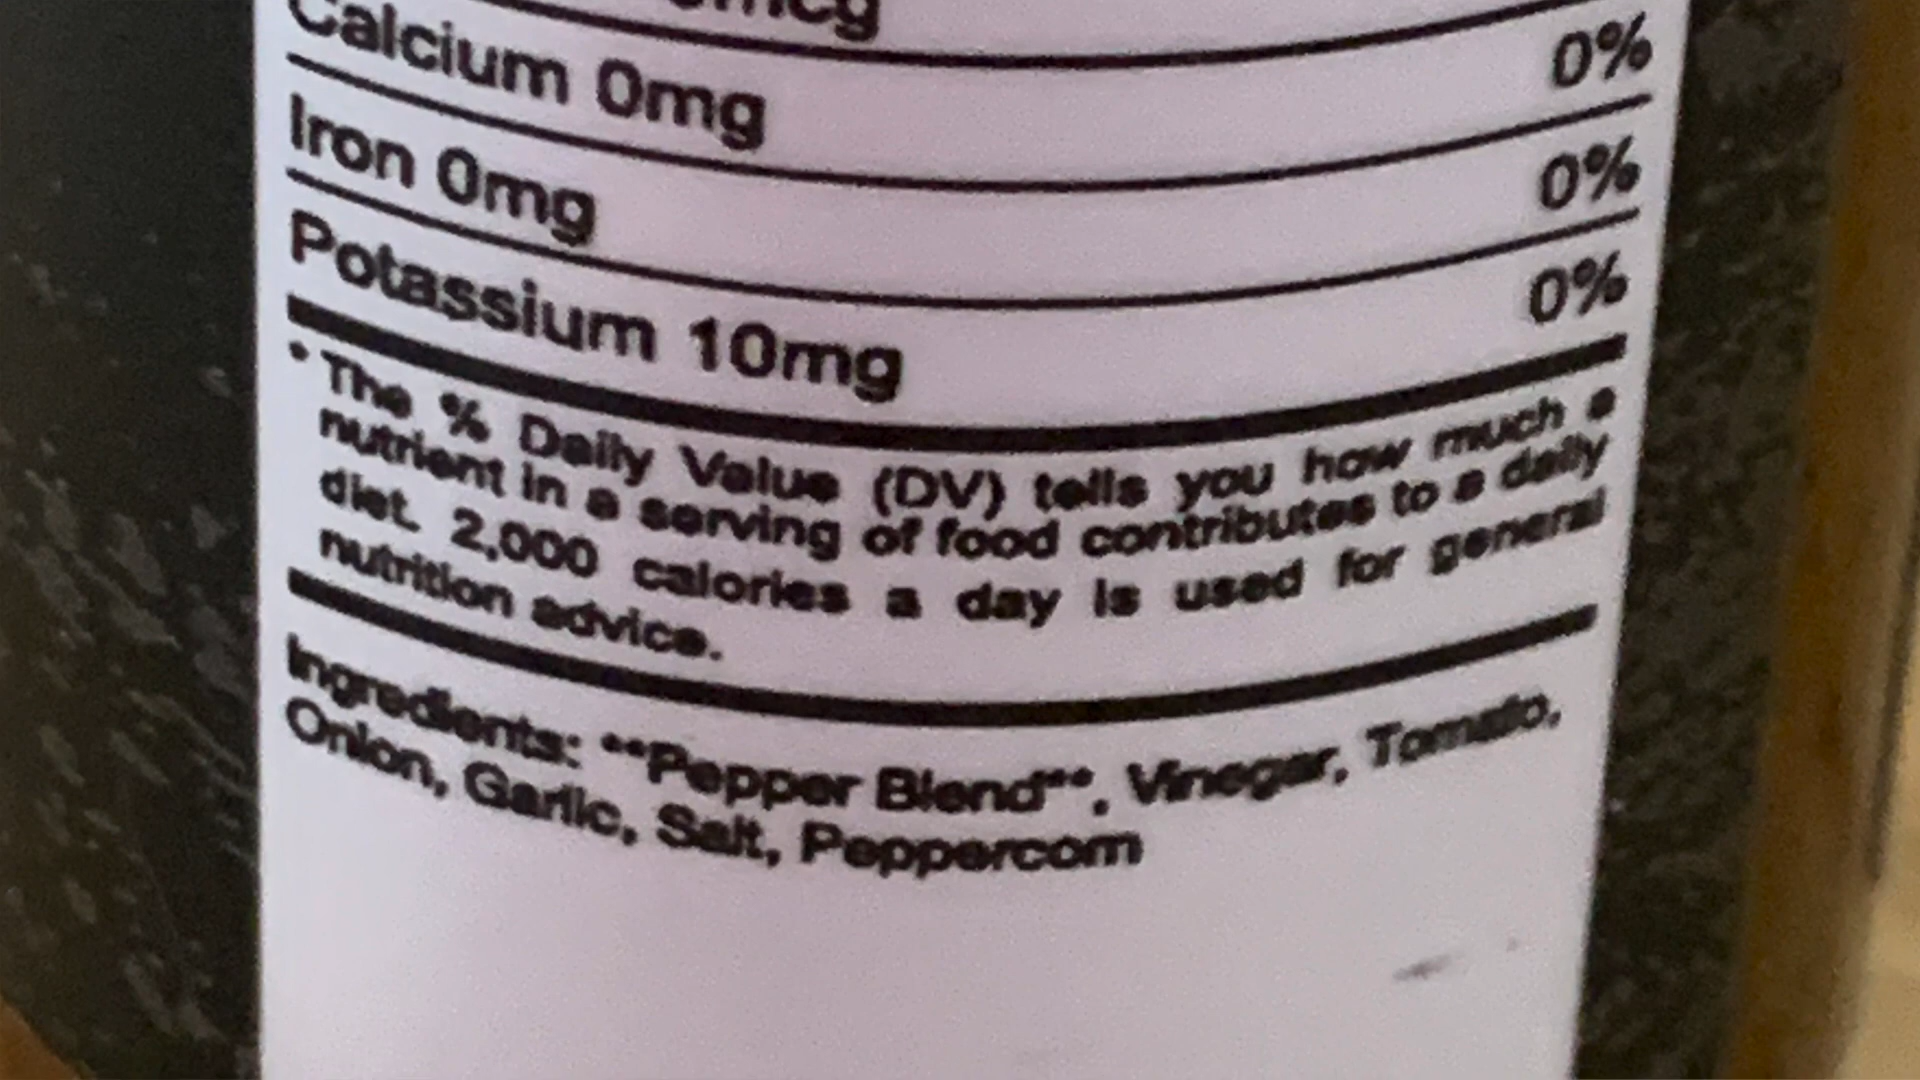 mcg 0%
Calcium 0mg 0%
Iron 0mg 0%
Potassium 10mg
* The % Daily Value (DV) tells you how much a
nutrient in a serving of food contributes to a daily
diet. 2,000 calories a day is used for general
nutrition advice.
Ingredients: **Pepper Blend**, Vinegar, Tomato,
Onion, Garlic, Salt, Peppercorn